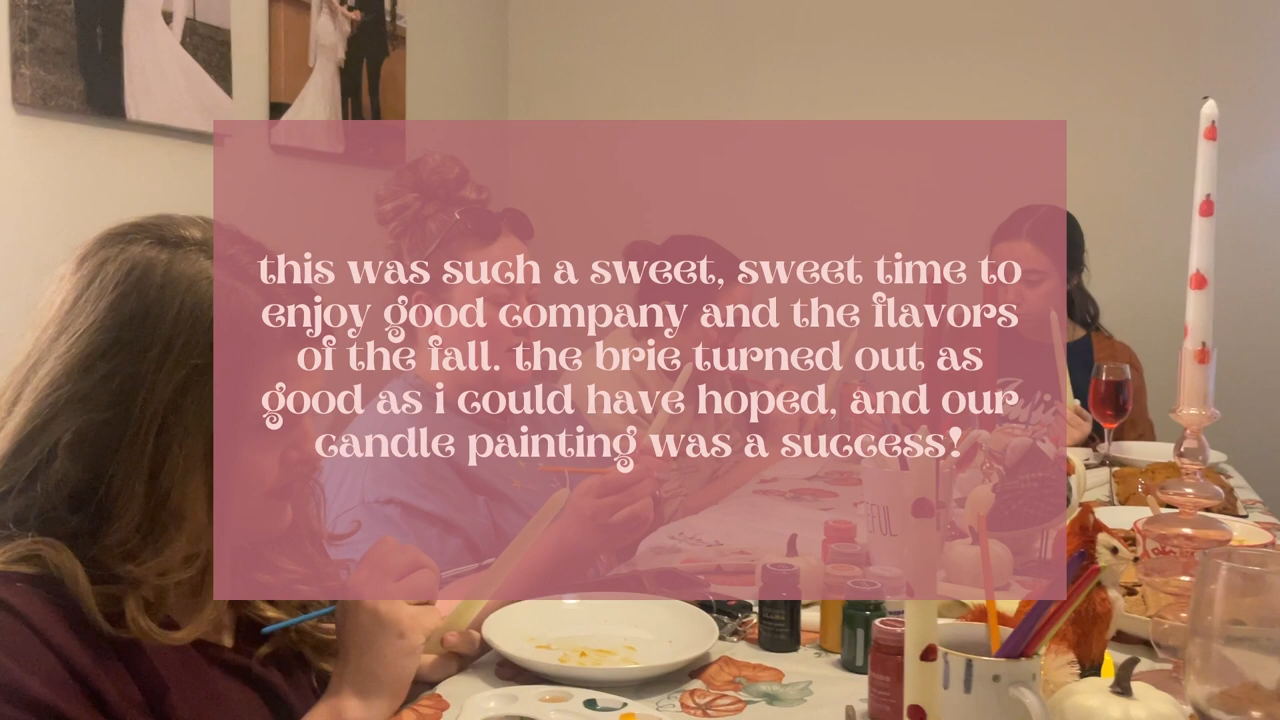 this was such a sweet, sweet time to
enjoy good company and the flavors
of the fall. the brie turned out as
good as i could have hoped, and our
candle painting was a success!
EFUL